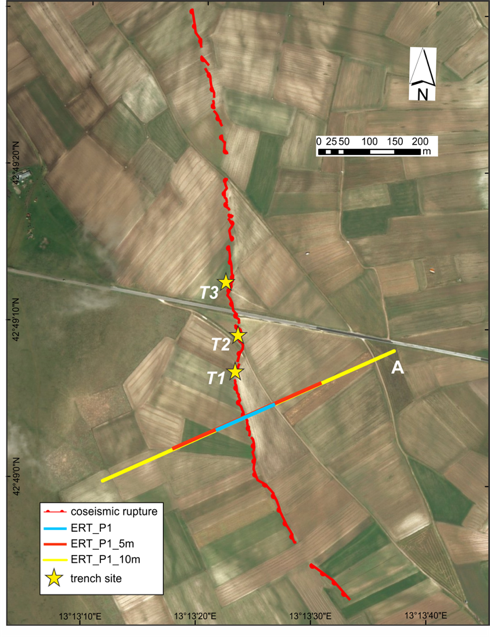 N
0 25 50 100 150 200
m
42°49'20"
T3
42°49'10"
T2
T1
A
42°49'0"
coseismic rupture
ERT_P1
ERT_P1_5m
ERT_P1_10m
trench site
13°13'10"E 13°13'20"E 13°13'30"E 13°13'40"E